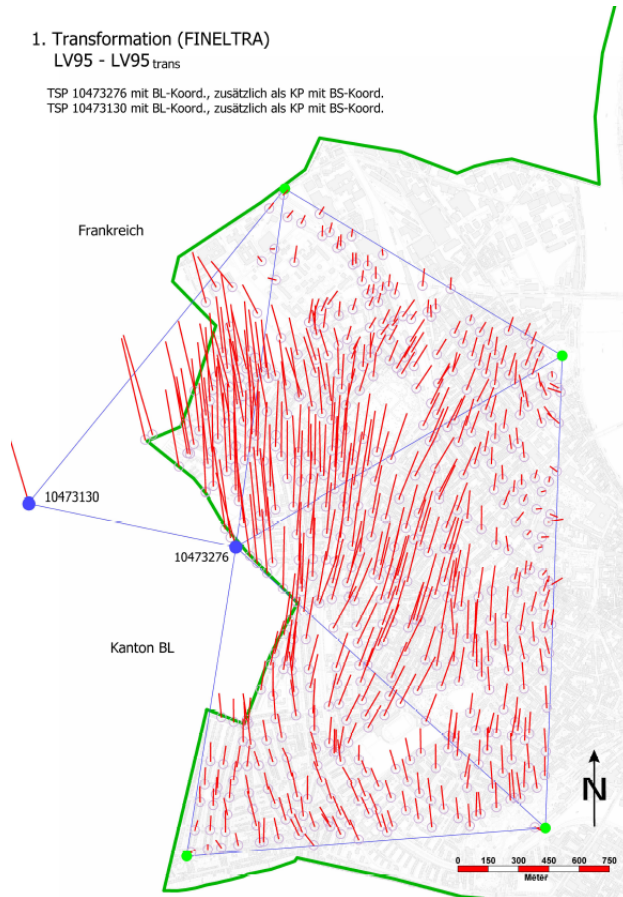 1. Transformation (FINELTRA)
LV95 - LV95 trans
TSP 10473276 mit BL-Koord., zusätzlich als KP mit BS-Koord.
TSP 10473130 mit BL-Koord., zusätzlich als KP mit BS-Koord.
Frankreich
10473130
10473276
Kanton BL
N
0 150 300 450 600 750
Meter